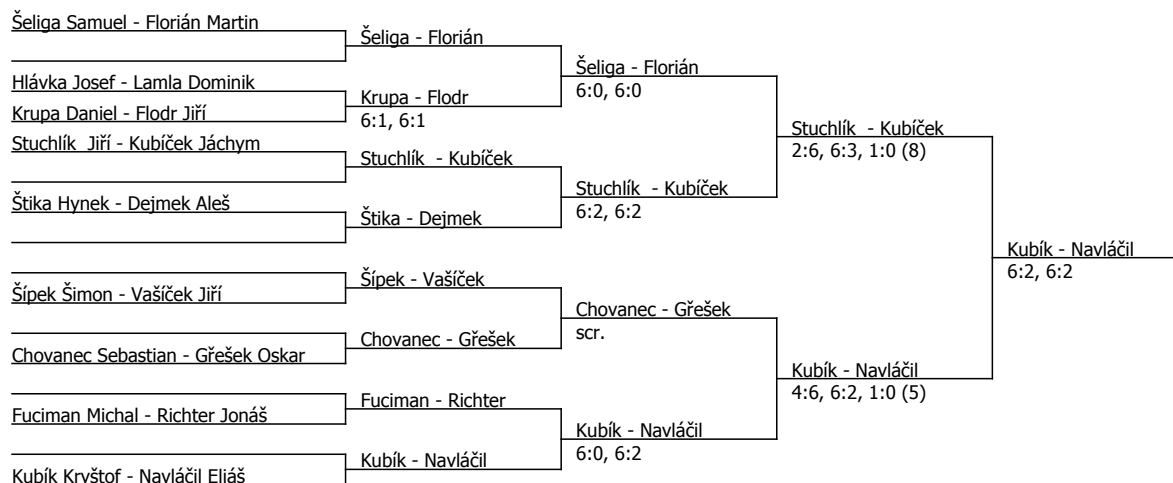 Šeliga Samuel - Florián Martin
Hlávka Josef - Lamla Dominik
Krupa Daniel - Flodr Jiří
Stuchlík  Jiří - Kubíček Jáchym
Štika Hynek - Dejmek Aleš
Šípek Šimon - Vašíček Jiří
Chovanec Sebastian - Gřešek Oskar
Fuciman Michal - Richter Jonáš
Kubík Kryštof - Navláčil Eliáš
Šeliga - Florián
Krupa - Flodr
6:1, 6:1
Stuchlík  - Kubíček
Štika - Dejmek
Šípek - Vašíček
Chovanec - Gřešek
Fuciman - Richter
Kubík - Navláčil
Šeliga - Florián
6:0, 6:0
Stuchlík  - Kubíček
6:2, 6:2
Chovanec - Gřešek
scr.
Kubík - Navláčil
6:0, 6:2
Stuchlík  - Kubíček
2:6, 6:3, 1:0 (8)
Kubík - Navláčil
4:6, 6:2, 1:0 (5)
Kubík - Navláčil
6:2, 6:2